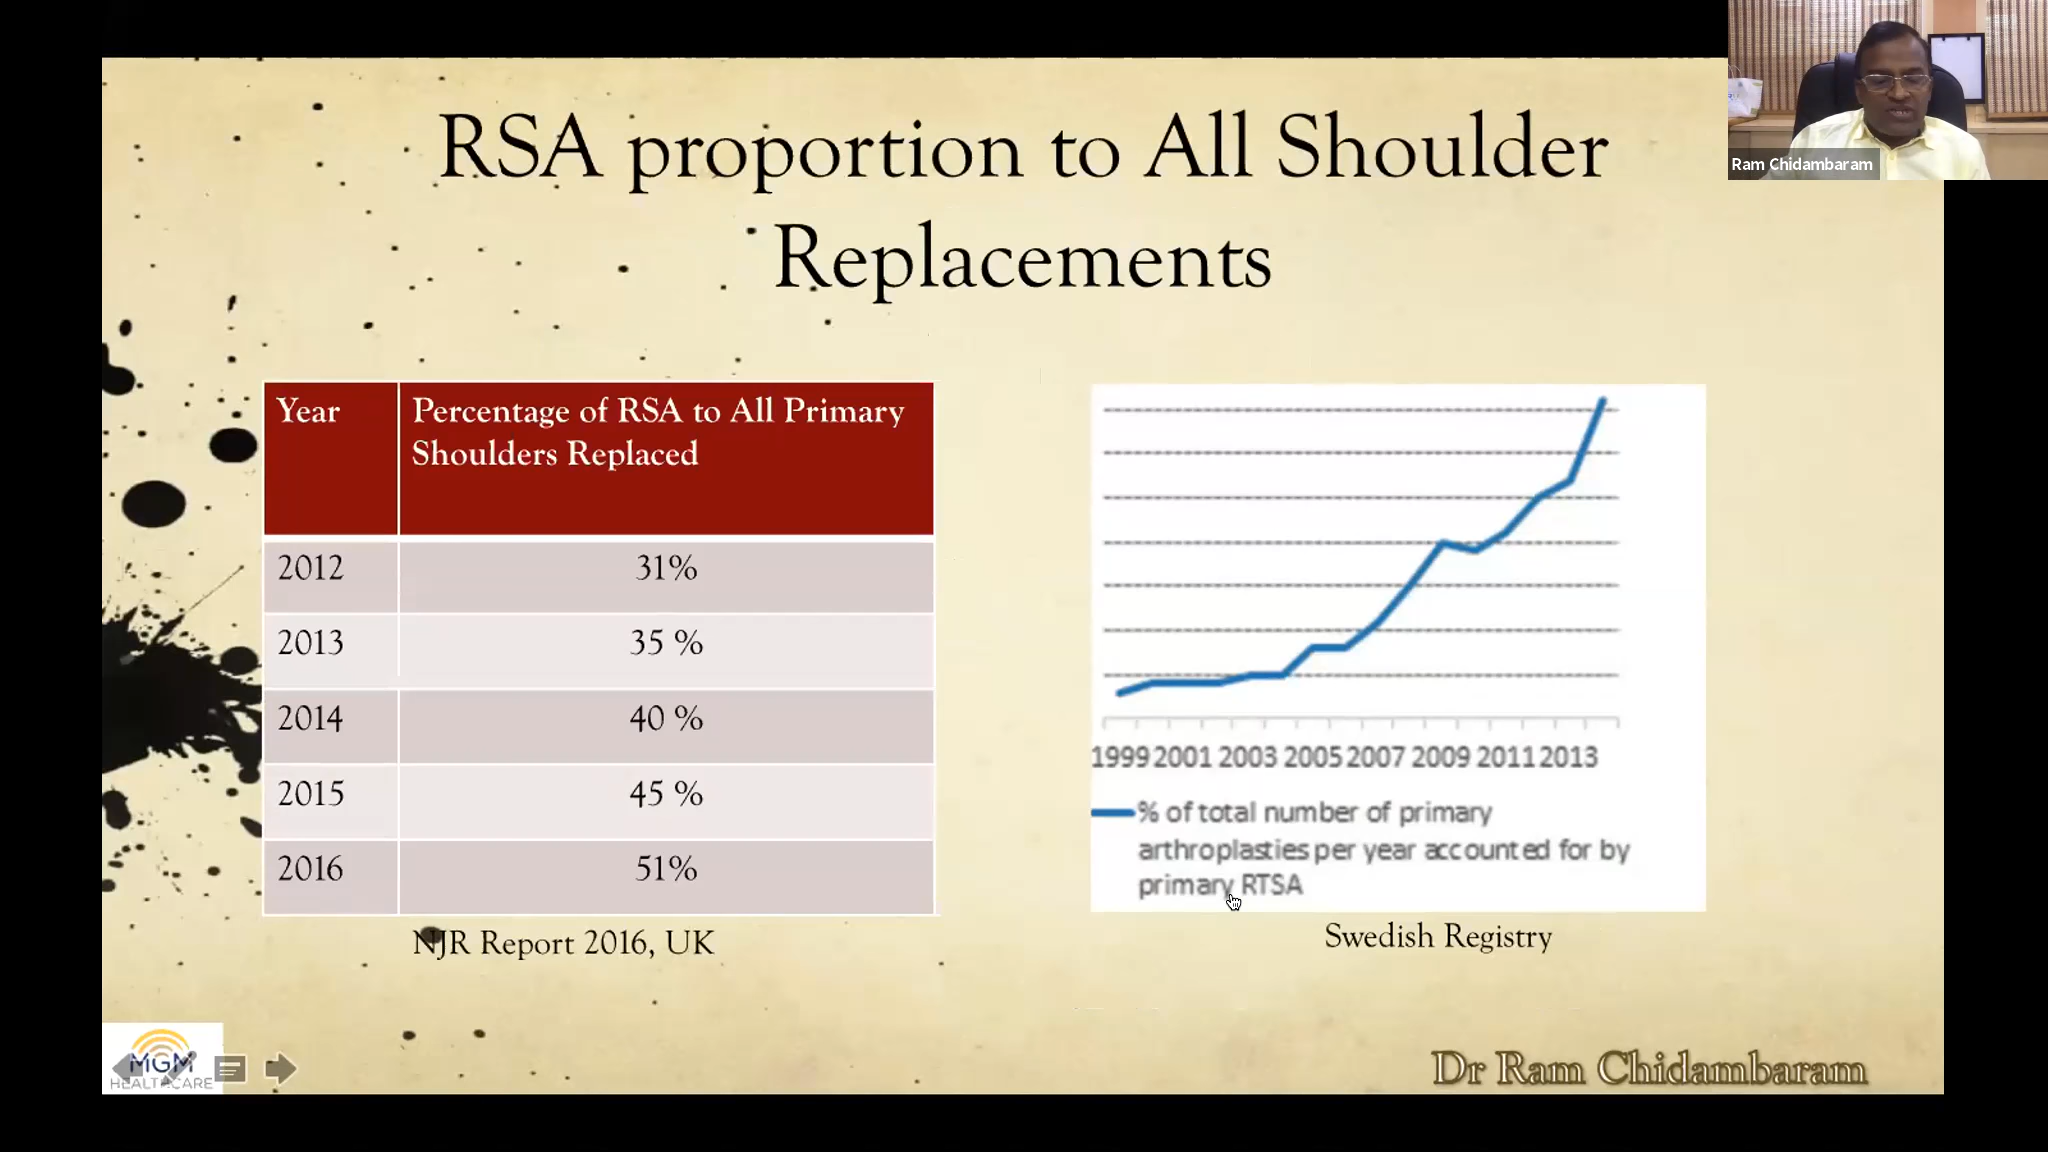 RSA proportion to All Shoulder
Replacements
Ram Chidambaram
Year
Percentage of RSA to All Primary
Shoulders Replaced
2012 31%
2013 35 %
2014 40 %
2015 45 %
2016 51%
NJR Report 2016, UK
1999 2001 2003 2005 2007 2009 2011 2013
% of total number of primary
arthroplasties per year accounted for by
primary RTSA
Swedish Registry
MGM
HEALTHCARE
Dr Ram Chidambaram